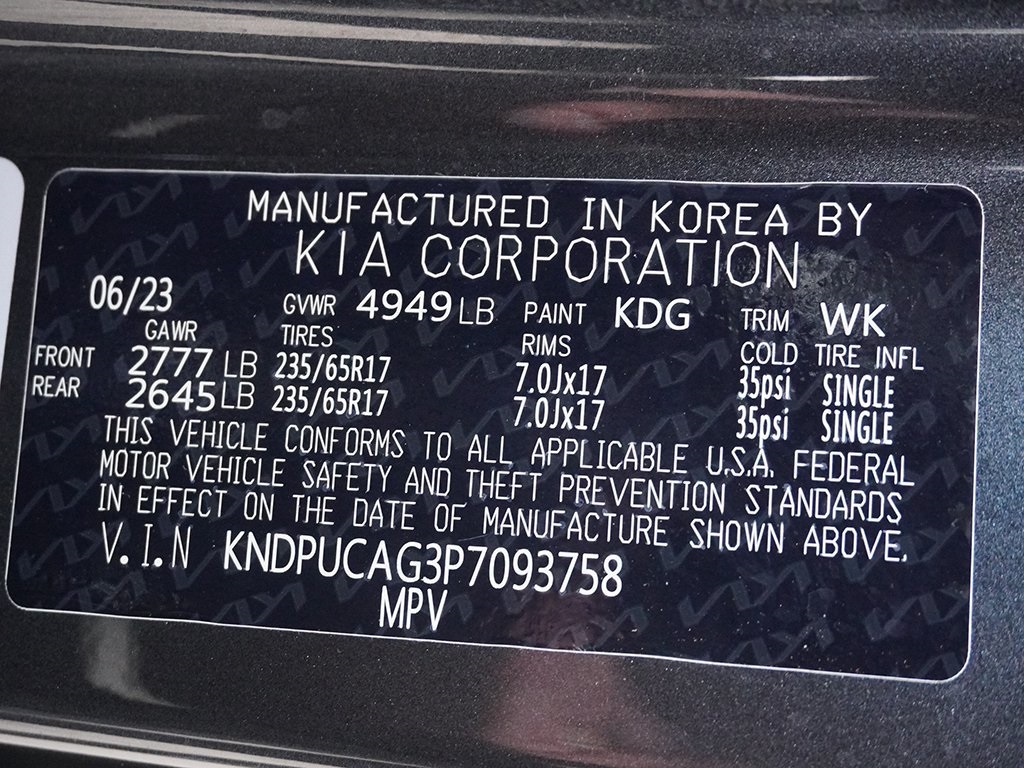 MANUFACTURED IN KOREA BY
KIA CORPORATION
06/23 GVWR 4949 LB PAINT KDG TRIM WK
GAWR TIRES RIMS COLD TIRE INFL
FRONT 2777 LB 235/65R17 7.0Jx17 35psi SINGLE
REAR 2645 LB 235/65R17 7.0Jx17 35psi SINGLE
THIS VEHICLE CONFORMS TO ALL APPLICABLE U.S.A. FEDERAL
MOTOR VEHICLE SAFETY AND THEFT PREVENTION STANDARDS
IN EFFECT ON THE DATE OF MANUFACTURE SHOWN ABOVE.
V.I.N KNDPUCAG3P7093758
MPV